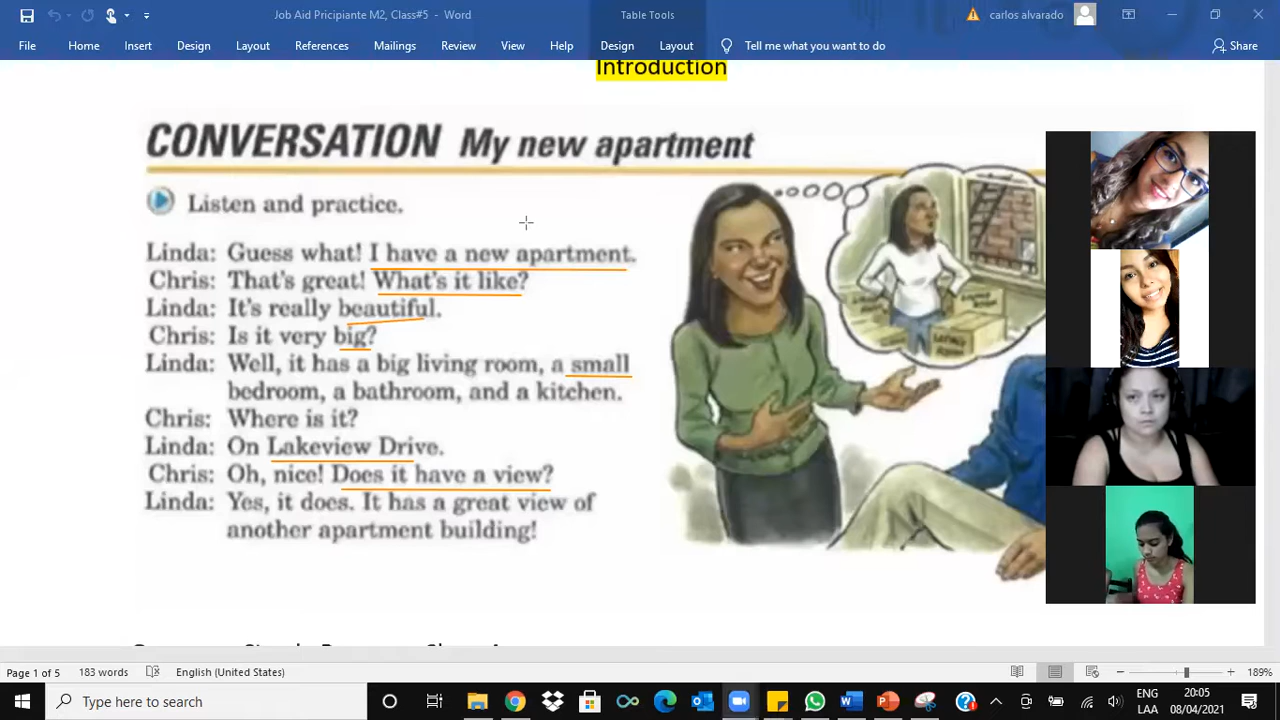 Job Aid Pricipiante M2, Class#5 - Word
Table Tools
carlos alvarado
File Home Insert Design Layout References Mailings Review View Help Design Layout Tell me what you want to do Share
Introduction
CONVERSATION My new apartment
Listen and practice.
Linda: Guess what! I have a new apartment.
Chris: That's great! What's it like?
Linda: It's really beautiful.
Chris: Is it very big?
Linda: Well, it has a big living room, a small
bedroom, a bathroom, and a kitchen.
Chris: Where is it?
Linda: On Lakeview Drive.
Chris: Oh, nice! Does it have a view?
Linda: Yes, it does. It has a great view of
another apartment building!
Page 1 of 5 183 words English (United States) 189%
Type here to search
ENG 20:05
LAA 08/04/2021